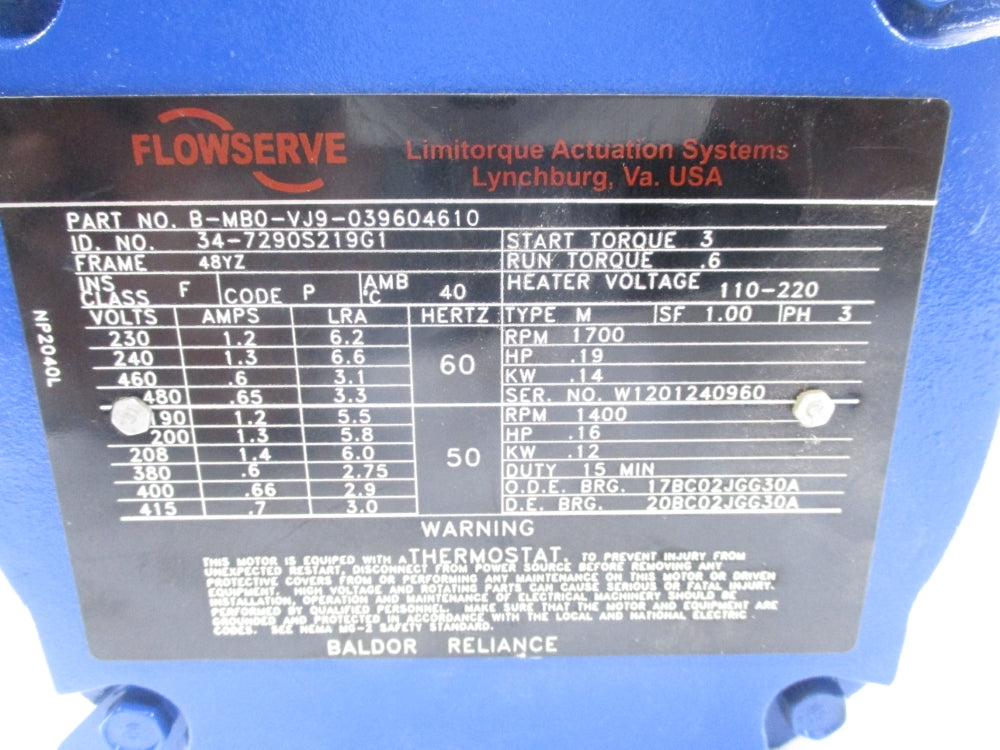 FLOWSERVE
Limitorque Actuation Systems
Lynchburg, Va. USA
PART NO. B-MB0-VJ9-039604610
ID. NO. 34-7290S219G1 START TORQUE 3
FRAME 48YZ RUN TORQUE .6
INS CLASS F CODE P AMB °C 40 HEATER VOLTAGE 110-220
VOLTS AMPS LRA HERTZ TYPE M SF 1.00 PH 3
230 1.2 6.2 RPM 1700
240 1.3 6.6 60 HP .19
460 .6 3.1 KW .14
480 .65 3.3 SER. NO. W1201240960
190 1.2 5.5 RPM 1400
200 1.3 5.8 HP .16
208 1.4 6.0 50 KW .12
380 .6 2.75 DUTY 15 MIN
400 .66 2.9 O.D.E. BRG. 17BC02JGG30A
415 .7 3.0 D.E. BRG. 20BC02JGG30A
NP2040L
WARNING
THIS MOTOR IS EQUIPED WITH A THERMOSTAT. TO PREVENT INJURY FROM
UNEXPECTED RESTART, DISCONNECT FROM POWER SOURCE BEFORE REMOVING ANY
PROTECTIVE COVERS FROM OR PERFORMING ANY MAINTENANCE ON THIS MOTOR OR DRIVEN
EQUIPMENT. HIGH VOLTAGE AND ROTATING PARTS CAN CAUSE SERIOUS OR FATAL INJURY.
INSTALLATION, OPERATION AND MAINTENANCE OF ELECTRICAL MACHINERY SHOULD BE
PERFORMED BY QUALIFIED PERSONNEL. MAKE SURE THAT THE MOTOR AND EQUIPMENT ARE
GROUNDED AND PROTECTED IN ACCORDANCE WITH THE LOCAL AND NATIONAL ELECTRIC
CODES. SEE NEMA MG-2 SAFETY STANDARD.
BALDOR RELIANCE